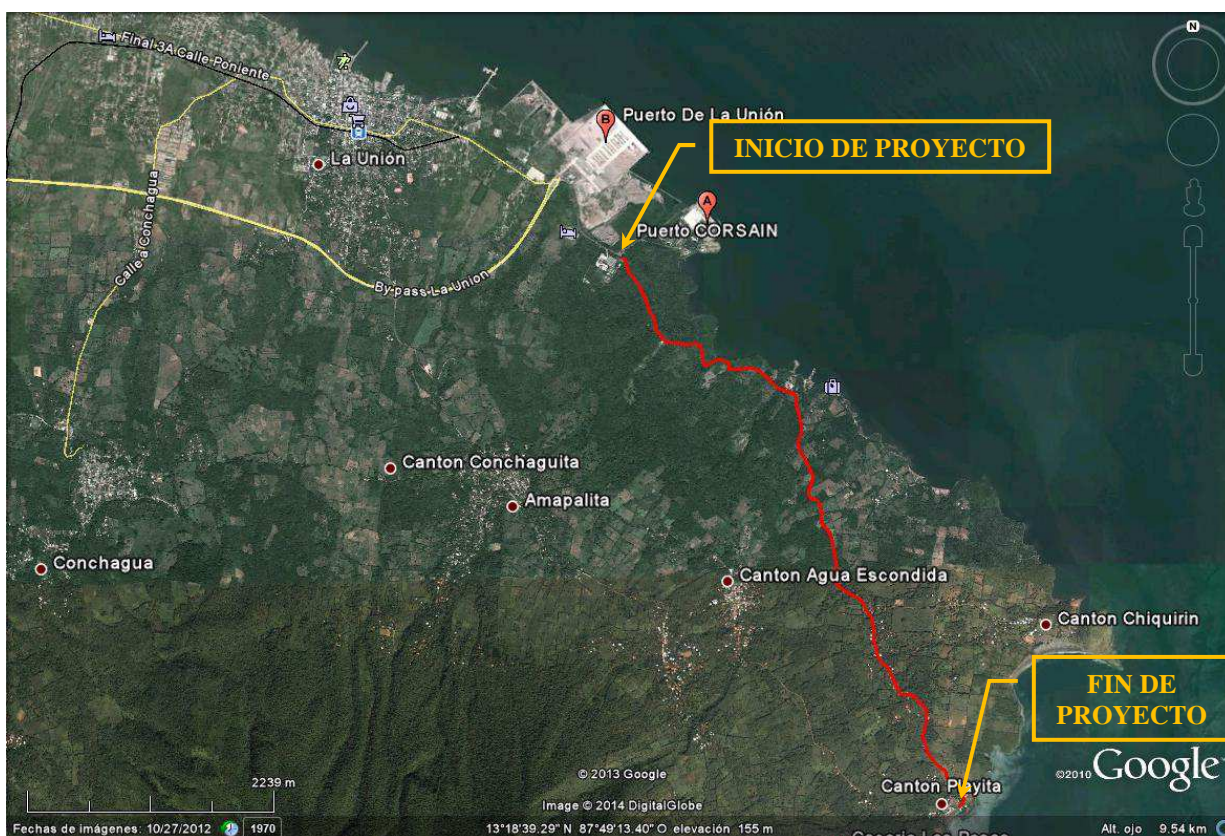 N
Final 3A Calle Poniente
B
Puerto De La Unión
INICIO DE PROYECTO
La Unión
A
Puerto CORSAIN
Calle a Conchagua
By pass La Union
Canton Conchaguita
Amapalita
Conchagua
Canton Agua Escondida
Canton Chiquirin
FIN DE
PROYECTO
2239 m
© 2013 Google
©2010 Google
Canton Playita
Image © 2014 DigitalGlobe
Fechas de imágenes: 10/27/2012 1970
13°18'39.29" N 87°49'13.40" O elevación 155 m
Alt. ojo 9.54 km